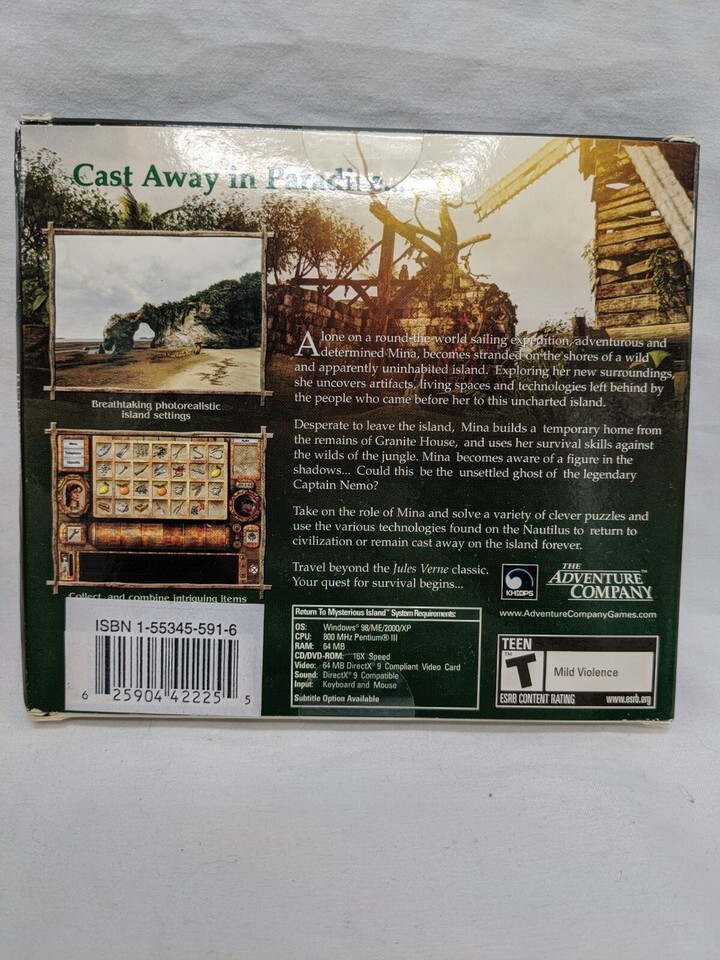 Cast Away in Paradise...
Alone on a round-the-world sailing expedition, adventurous and
determined Mina, becomes stranded on the shores of a wild
and apparently uninhabited island. Exploring her new surroundings,
she uncovers artifacts, living spaces and technologies left behind by
the people who came before her to this uncharted island.
Desperate to leave the island, Mina builds a temporary home from
the remains of Granite House, and uses her survival skills against
the wilds of the jungle. Mina becomes aware of a figure in the
shadows... Could this be the unsettled ghost of the legendary
Captain Nemo?
Take on the role of Mina and solve a variety of clever puzzles and
use the various technologies found on the Nautilus to return to
civilization or remain cast away on the island forever.
Travel beyond the Jules Verne classic.
Your quest for survival begins...
Breathtaking photorealistic
island settings
Collect and combine intriguing items
ISBN 1-55345-591-6
6 25904 42225 5
Return To Mysterious Island™ System Requirements:
OS: Windows® 98/ME/2000/XP
CPU: 800 MHz Pentium® III
RAM: 64 MB
CD/DVD-ROM: 16X Speed
Video: 64 MB DirectX® 9 Compliant Video Card
Sound: DirectX® 9 Compatible
Input: Keyboard and Mouse
Subtitle Option Available
KHEOPS
THE
ADVENTURE
COMPANY™
www.AdventureCompanyGames.com
TEEN
T™
Mild Violence
ESRB CONTENT RATING www.esrb.org